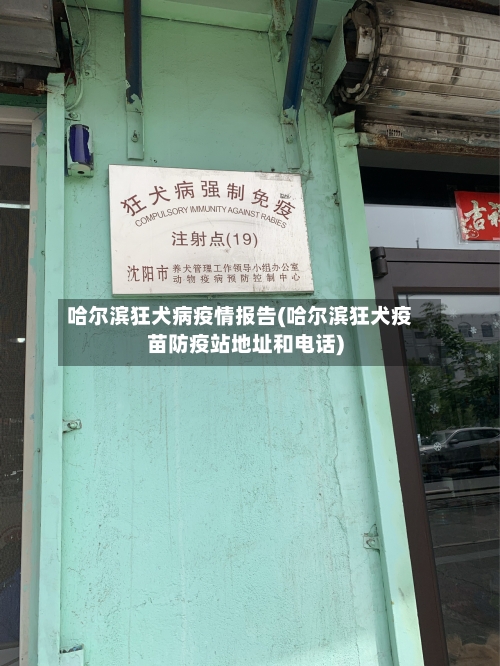 狂犬病强制免疫
COMPULSORY IMMUNITY AGAINST RABIES
注射点(19)
沈阳市 养犬管理工作领导小组办公室
动物疫病预防控制中心
哈尔滨狂犬病疫情报告(哈尔滨狂犬疫
苗防疫站地址和电话)
吉祥